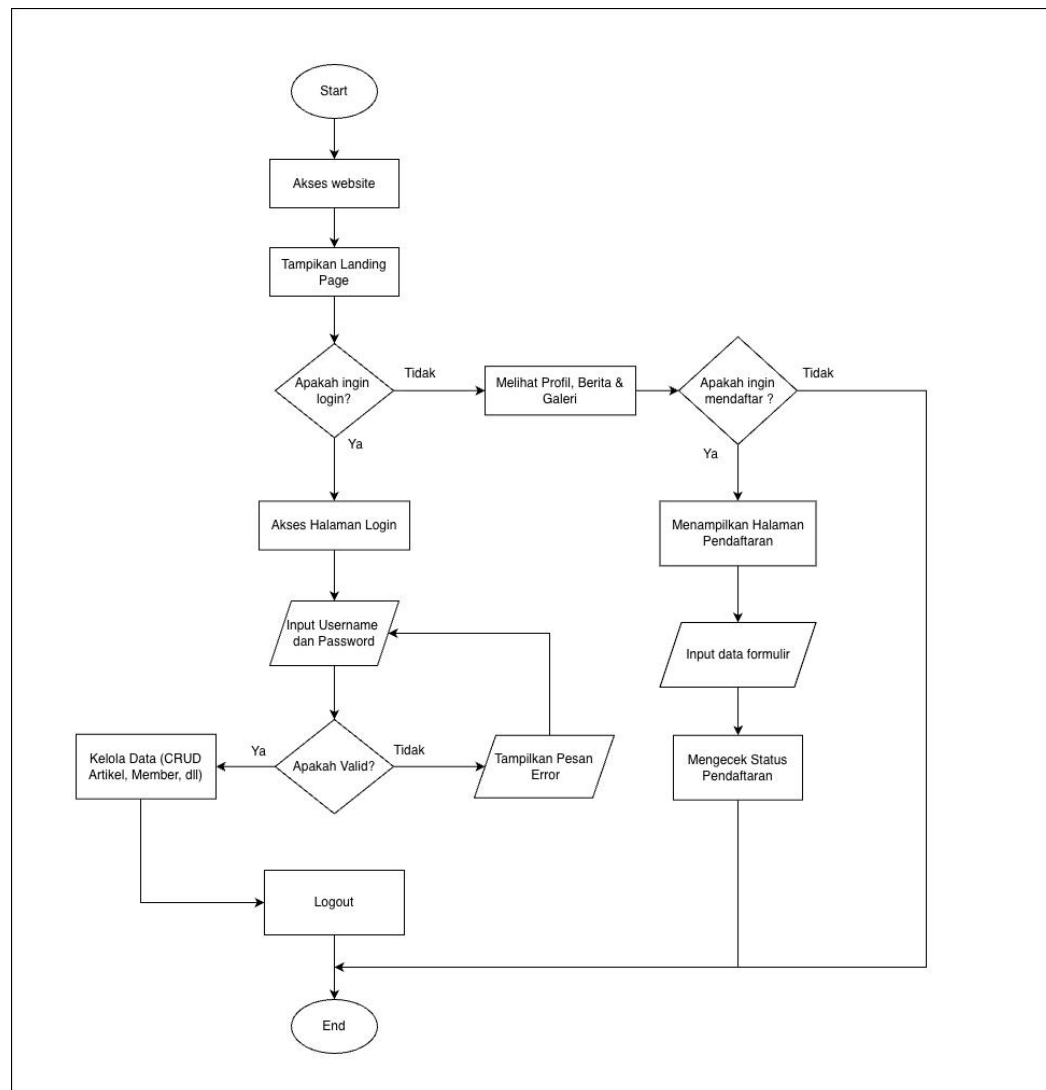 Start
Akses website
Tampikan Landing
Page
Apakah ingin
login?
Tidak
Melihat Profil, Berita &
Galeri
Apakah ingin
mendaftar ?
Tidak
Ya
Ya
Akses Halaman Login
Menampilkan Halaman
Pendaftaran
Input Username
dan Password
Input data formulir
Kelola Data (CRUD
Artikel, Member, dll)
Ya
Apakah Valid?
Tidak
Tampilkan Pesan
Error
Mengecek Status
Pendaftaran
Logout
End